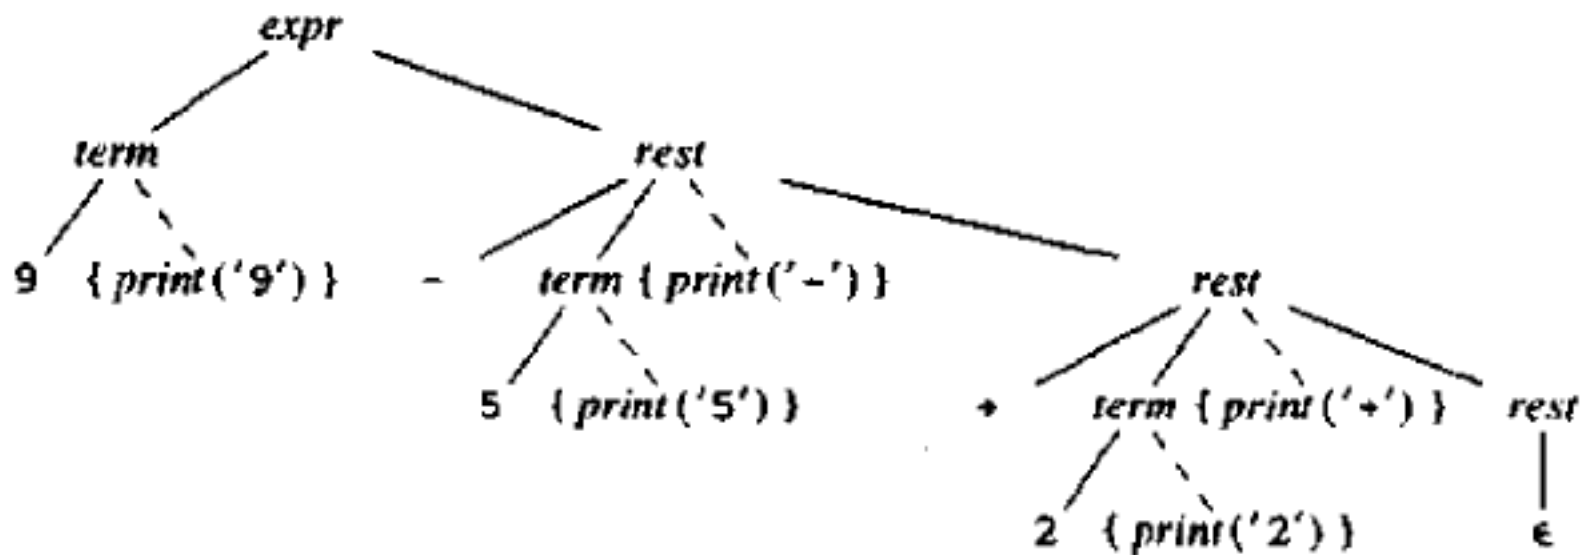 expr
term rest
9 { print('9') } - term { print('-') } rest
5 { print('5') } + term { print('+') } rest
2 { print('2') } ϵ